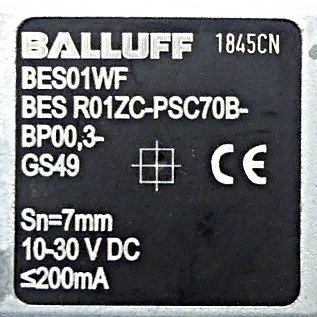 BALLUFF 1845CN
BES01WF
BES R01ZC-PSC70B-
BP00,3-
GS49
CE
Sn=7mm
10-30 V DC
≤200mA